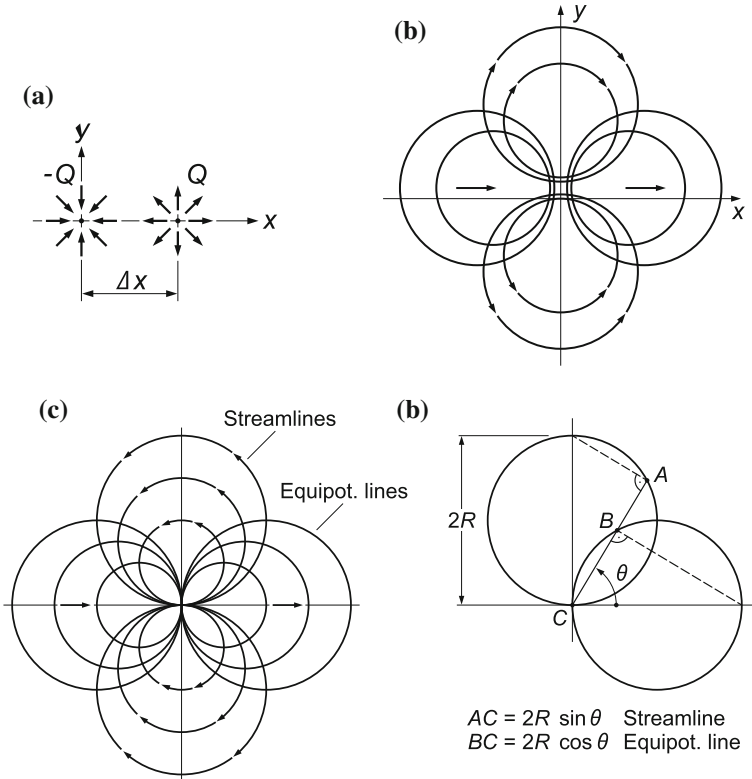 (a)
y
-Q
Q
x
Δx
(b)
y
x
(c)
Streamlines
Equipot. lines
(b)
2R
A
B
θ
C
AC = 2R sin θ Streamline
BC = 2R cos θ Equipot. line